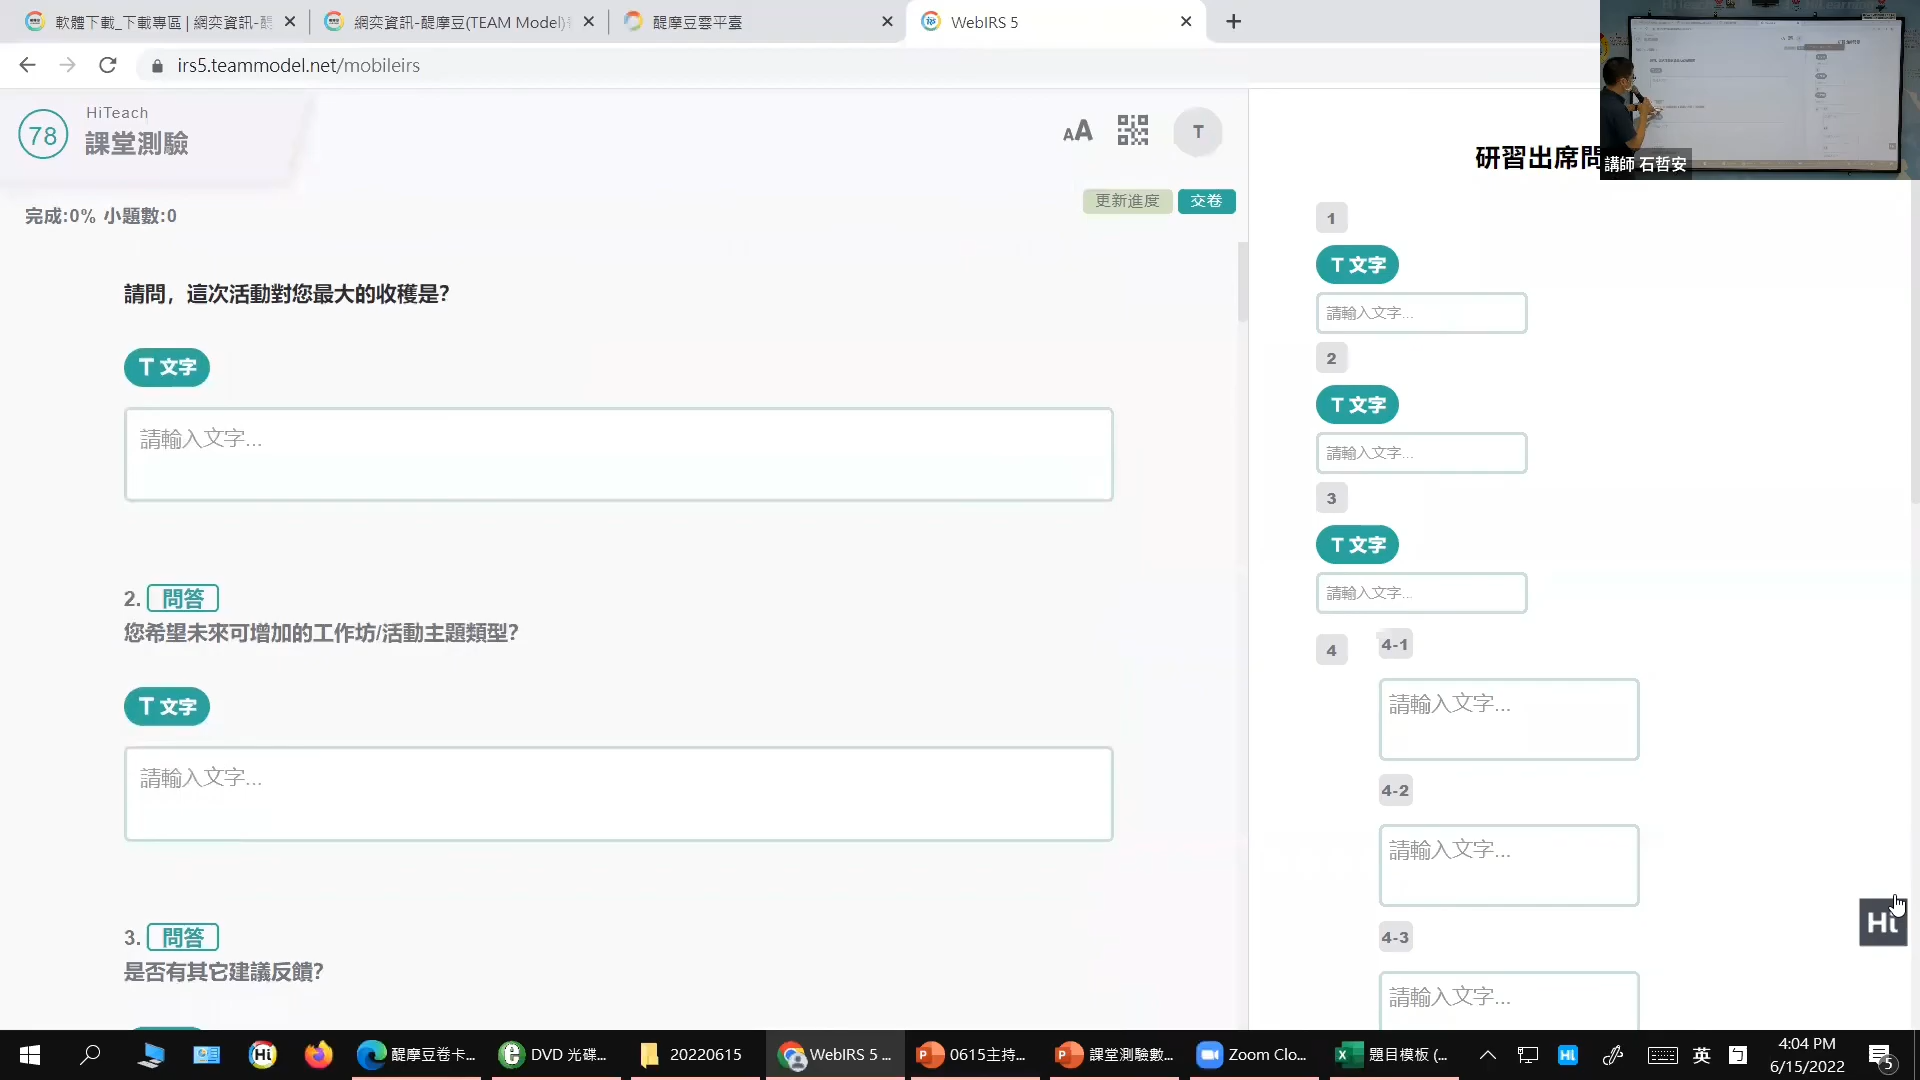 軟體下載_下載專區 | 網奕資訊-醍
網奕資訊-醍摩豆(TEAM Model)
醍摩豆雲平臺
WebIRS 5
irs5.teammodel.net/mobileirs
78
HiTeach
課堂測驗
AA
T
更新進度
交卷
完成:0% 小題數:0
請問，這次活動對您最大的收穫是？
T 文字
請輸入文字...
2. 問答
您希望未來可增加的工作坊/活動主題類型？
T 文字
請輸入文字...
3. 問答
是否有其它建議反饋？
研習出席問
講師 石哲安
1
T 文字
請輸入文字...
2
T 文字
請輸入文字...
3
T 文字
請輸入文字...
4
4-1
請輸入文字...
4-2
請輸入文字...
4-3
請輸入文字...
Hi
Hi
醍摩豆卷卡...
DVD 光碟...
20220615
WebIRS 5 ...
0615主持...
課堂測驗數...
Zoom Clo...
題目模板 (...
HI
英
4:04 PM
6/15/2022
5